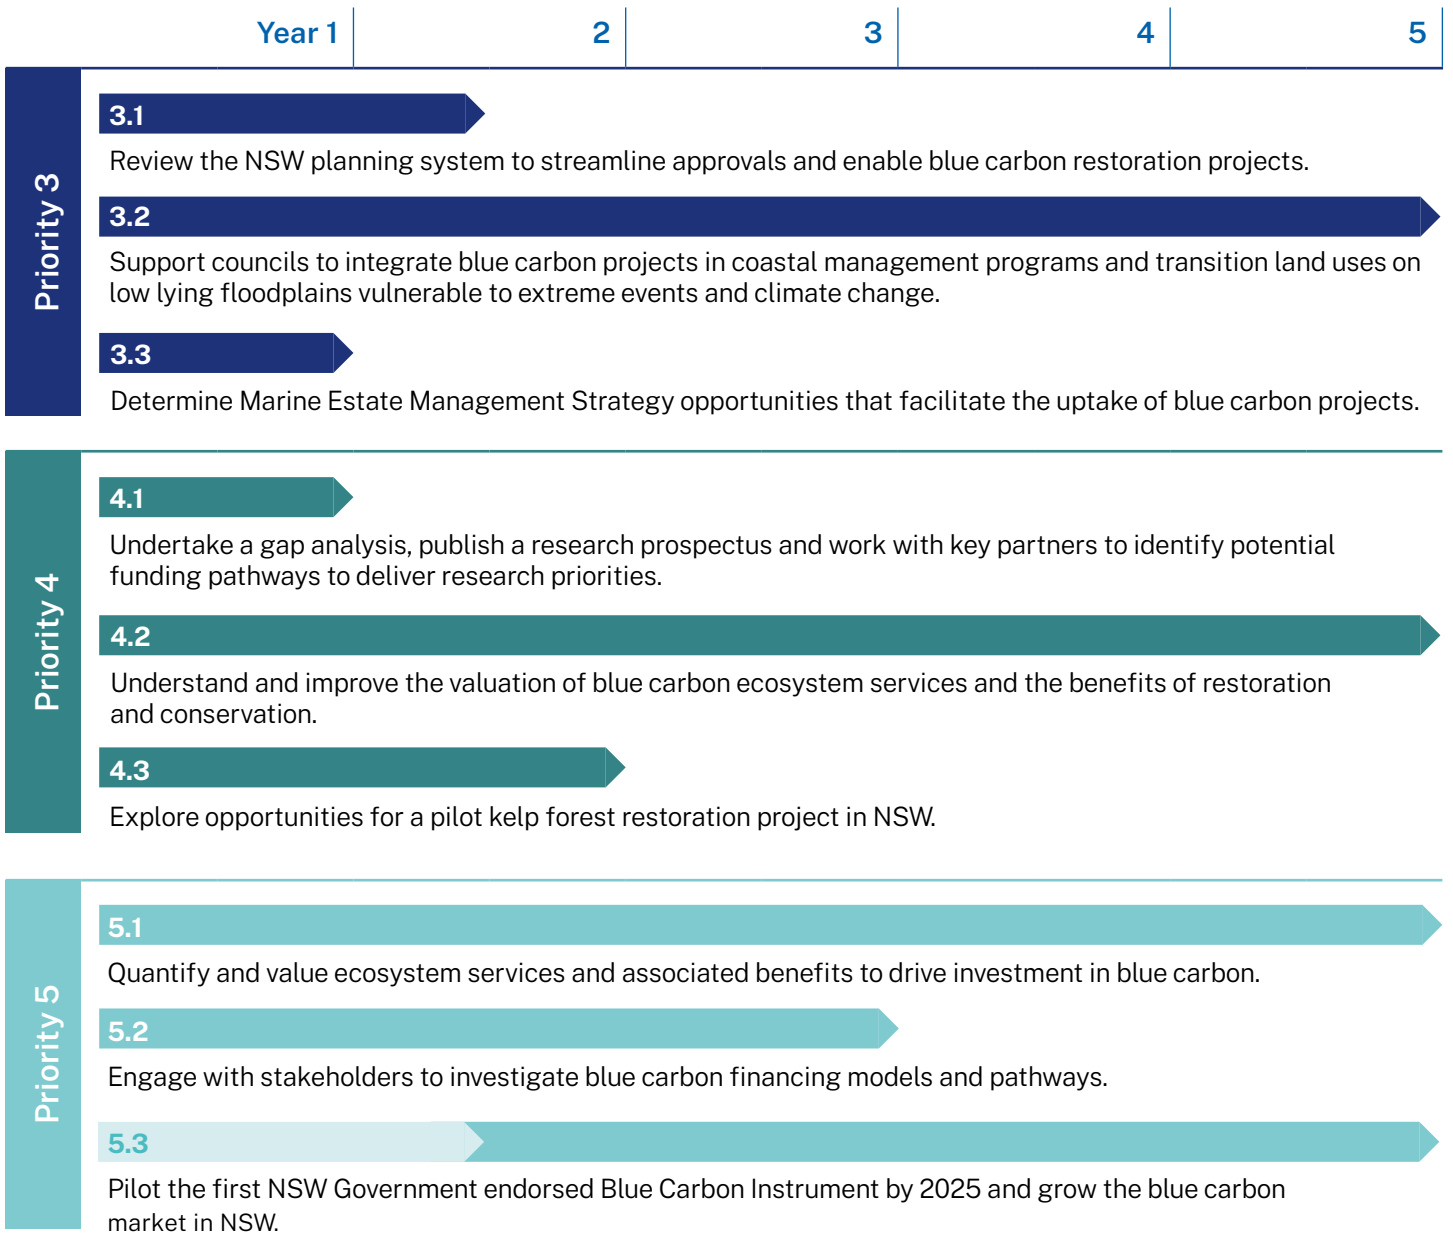 Year 1 2 3 4 5
Priority 3
3.1
Review the NSW planning system to streamline approvals and enable blue carbon restoration projects.
3.2
Support councils to integrate blue carbon projects in coastal management programs and transition land uses on
low lying floodplains vulnerable to extreme events and climate change.
3.3
Determine Marine Estate Management Strategy opportunities that facilitate the uptake of blue carbon projects.
Priority 4
4.1
Undertake a gap analysis, publish a research prospectus and work with key partners to identify potential
funding pathways to deliver research priorities.
4.2
Understand and improve the valuation of blue carbon ecosystem services and the benefits of restoration
and conservation.
4.3
Explore opportunities for a pilot kelp forest restoration project in NSW.
Priority 5
5.1
Quantify and value ecosystem services and associated benefits to drive investment in blue carbon.
5.2
Engage with stakeholders to investigate blue carbon financing models and pathways.
5.3
Pilot the first NSW Government endorsed Blue Carbon Instrument by 2025 and grow the blue carbon
market in NSW.